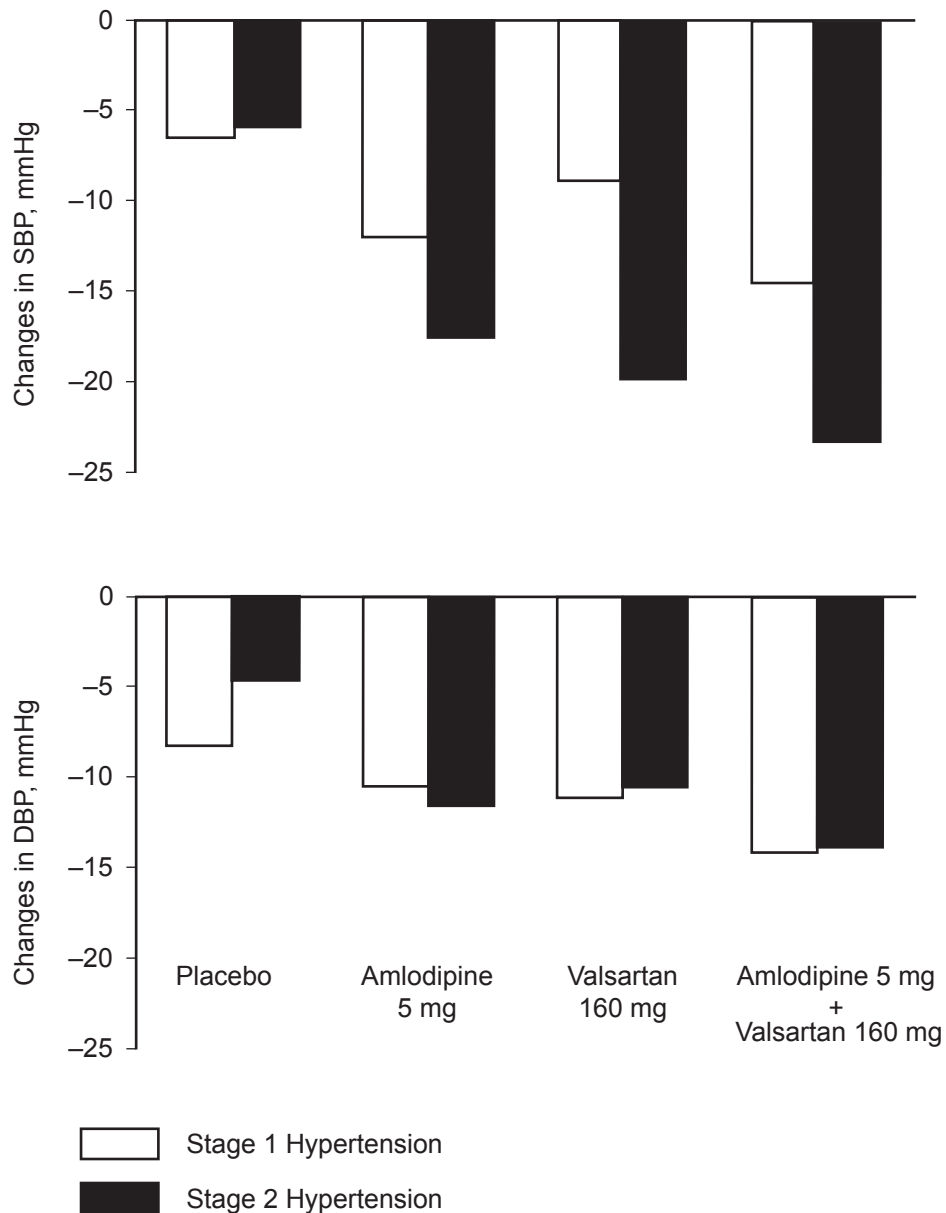 0
–5
–10
–15
–20
–25
Changes in SBP, mmHg
0
–5
–10
–15
–20
–25
Changes in DBP, mmHg
Placebo
Amlodipine
5 mg
Valsartan
160 mg
Amlodipine 5 mg
+
Valsartan 160 mg
Stage 1 Hypertension
Stage 2 Hypertension